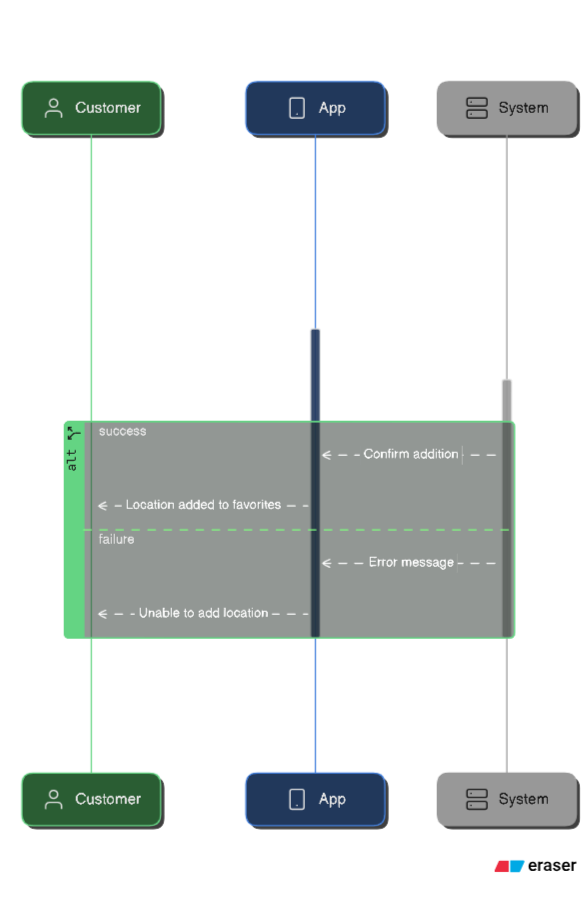 Customer
App
System
alt
success
Confirm addition
Location added to favorites
failure
Error message
Unable to add location
Customer
App
System
eraser